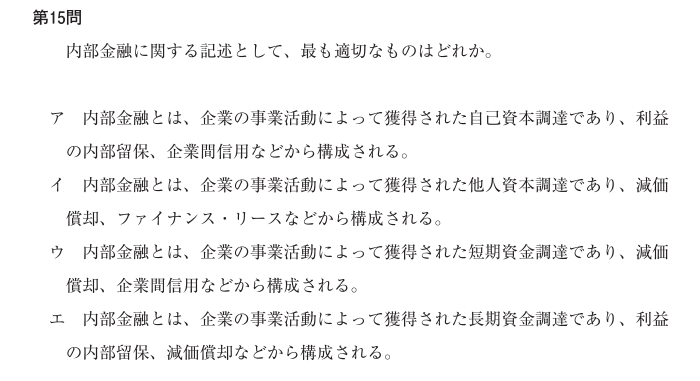 第15問
内部金融に関する記述として、最も適切なものはどれか。
ア 内部金融とは、企業の事業活動によって獲得された自己資本調達であり、利益
の内部留保、企業間信用などから構成される。
イ 内部金融とは、企業の事業活動によって獲得された他人資本調達であり、減価
償却、ファイナンス・リースなどから構成される。
ウ 内部金融とは、企業の事業活動によって獲得された短期資金調達であり、減価
償却、企業間信用などから構成される。
エ 内部金融とは、企業の事業活動によって獲得された長期資金調達であり、利益
の内部留保、減価償却などから構成される。